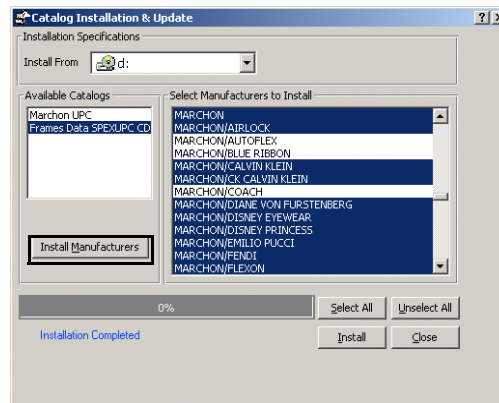 Catalog Installation & Update
Installation Specifications
Install From
d:
Available Catalogs
Marchon UPC
Frames Data SPEXUPC CD
Install Manufacturers
Select Manufacturers to Install
MARCHON
MARCHON/AIRLOCK
MARCHON/AUTOFLEX
MARCHON/BLUE RIBBON
MARCHON/CALVIN KLEIN
MARCHON/CK CALVIN KLEIN
MARCHON/COACH
MARCHON/DIANE VON FURSTENBERG
MARCHON/DISNEY EYEWEAR
MARCHON/DISNEY PRINCESS
MARCHON/EMILIO PUCCI
MARCHON/FENDI
MARCHON/FLEXON
0%
Select All
Unselect All
Installation Completed
Install
Close